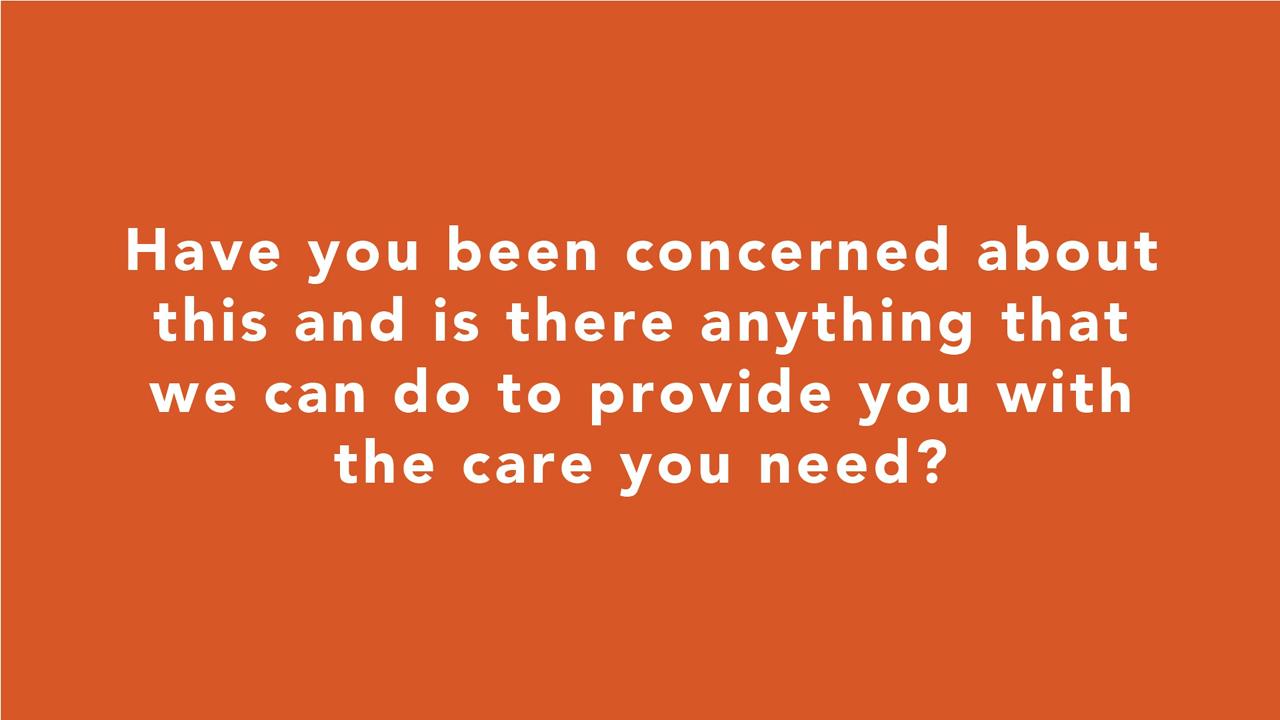 Have you been concerned about
this and is there anything that
we can do to provide you with
the care you need?